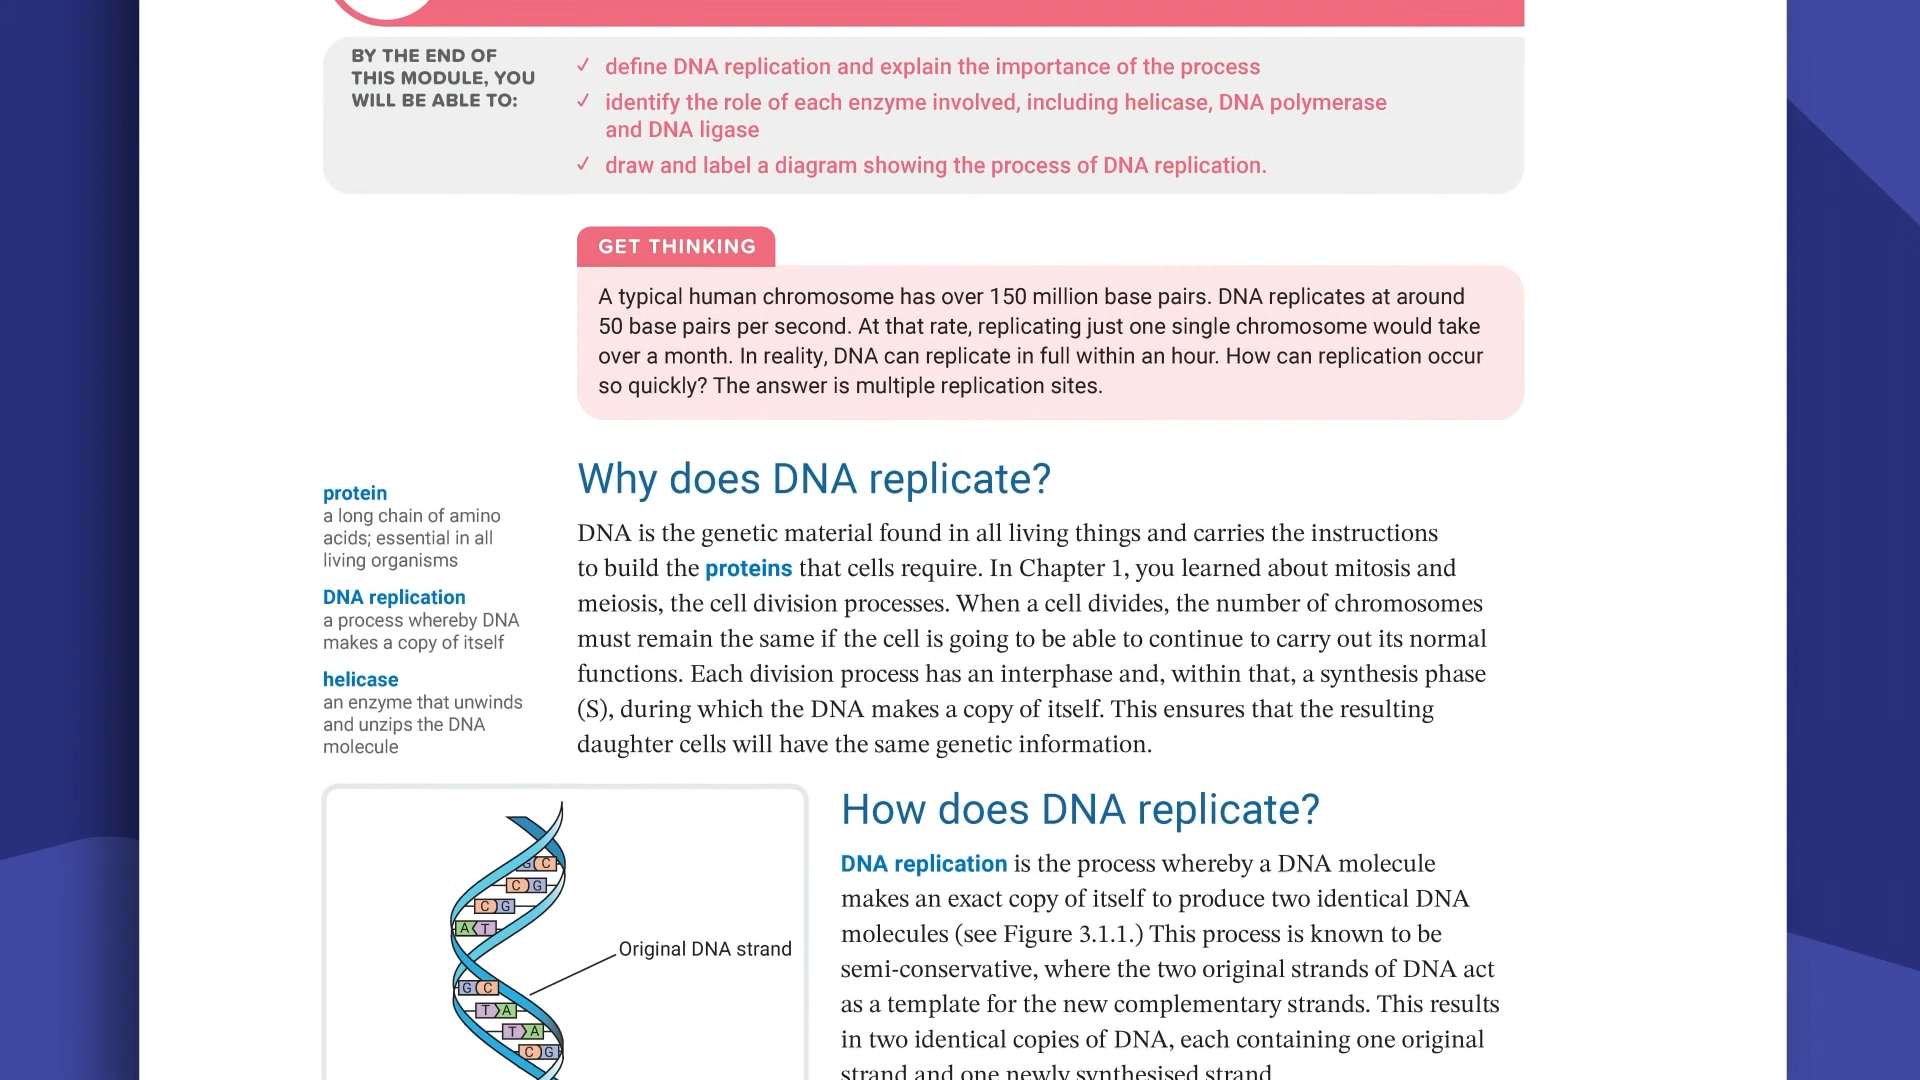 BY THE END OF
THIS MODULE, YOU
WILL BE ABLE TO:
✓ define DNA replication and explain the importance of the process
✓ identify the role of each enzyme involved, including helicase, DNA polymerase
and DNA ligase
✓ draw and label a diagram showing the process of DNA replication.
GET THINKING
A typical human chromosome has over 150 million base pairs. DNA replicates at around
50 base pairs per second. At that rate, replicating just one single chromosome would take
over a month. In reality, DNA can replicate in full within an hour. How can replication occur
so quickly? The answer is multiple replication sites.
protein
a long chain of amino
acids; essential in all
living organisms
DNA replication
a process whereby DNA
makes a copy of itself
helicase
an enzyme that unwinds
and unzips the DNA
molecule
Why does DNA replicate?
DNA is the genetic material found in all living things and carries the instructions
to build the proteins that cells require. In Chapter 1, you learned about mitosis and
meiosis, the cell division processes. When a cell divides, the number of chromosomes
must remain the same if the cell is going to be able to continue to carry out its normal
functions. Each division process has an interphase and, within that, a synthesis phase
(S), during which the DNA makes a copy of itself. This ensures that the resulting
daughter cells will have the same genetic information.
G C
C G
C G
A T
Original DNA strand
G C
T A
T A
C G
How does DNA replicate?
DNA replication is the process whereby a DNA molecule
makes an exact copy of itself to produce two identical DNA
molecules (see Figure 3.1.1.) This process is known to be
semi-conservative, where the two original strands of DNA act
as a template for the new complementary strands. This results
in two identical copies of DNA, each containing one original
strand and one newly synthesised strand